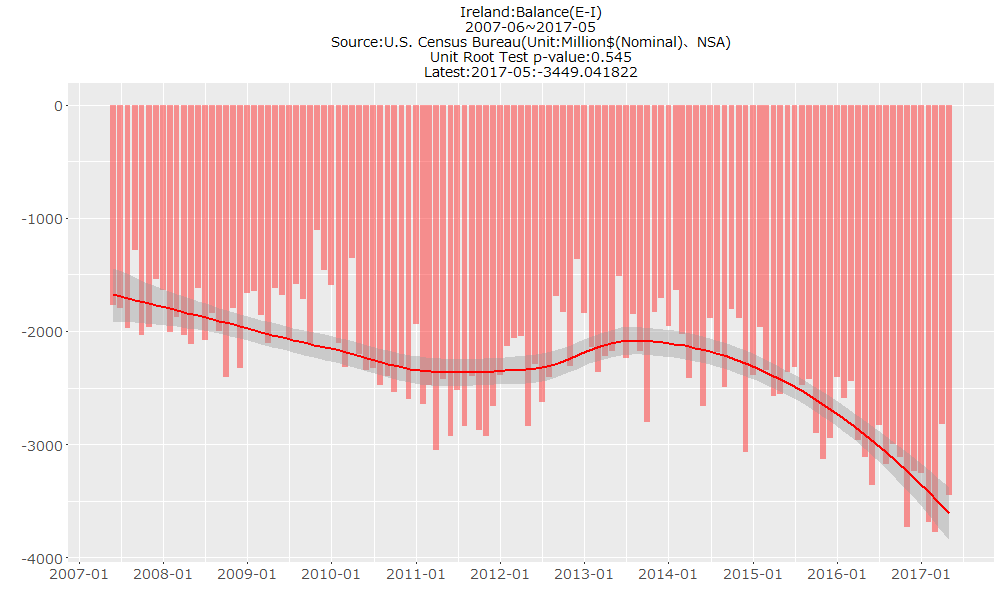 Ireland:Balance(E-I)
2007-06~2017-05
Source:U.S. Census Bureau(Unit:Million$(Nominal)、NSA)
Unit Root Test p-value:0.545
Latest:2017-05:-3449.041822
0
-1000
-2000
-3000
-4000
2007-01 2008-01 2009-01 2010-01 2011-01 2012-01 2013-01 2014-01 2015-01 2016-01 2017-01